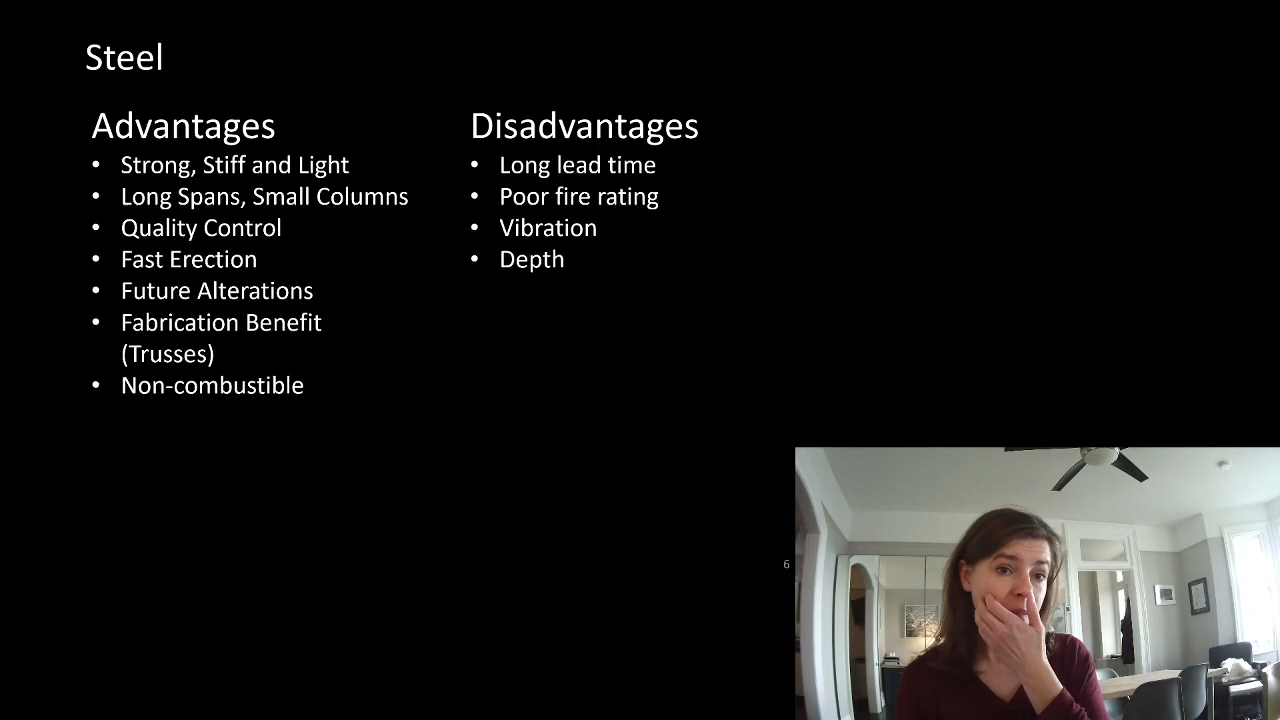 Steel
Advantages
• Strong, Stiff and Light
• Long Spans, Small Columns
• Quality Control
• Fast Erection
• Future Alterations
• Fabrication Benefit
(Trusses)
• Non-combustible
Disadvantages
• Long lead time
• Poor fire rating
• Vibration
• Depth
6